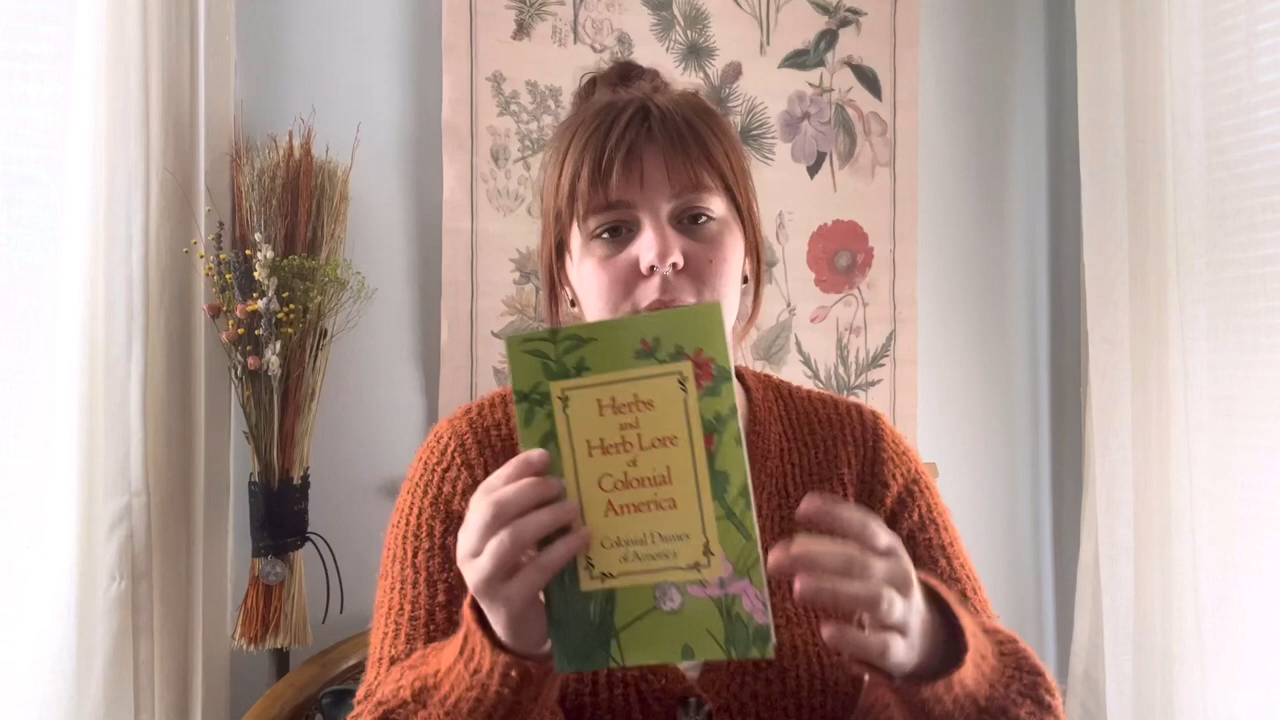 Herbs
and
Herb Lore
of
Colonial
America
Colonial Dames
of America